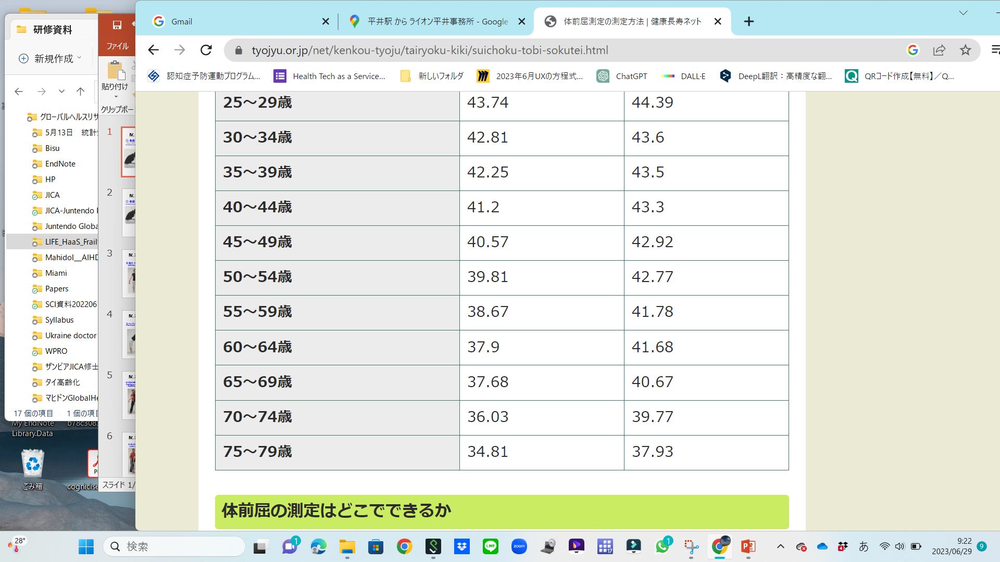 研修資料
新規作成
グローバルヘルスリサ
5月13日 統計
Bisu
EndNote
HP
JICA
JICA-Juntendo
Juntendo Globa
LIFE_HaaS_Frail
Mahidol__AIHD
Miami
Papers
SCI資料202206
Syllabus
Ukraine doctor
WPRO
ザンビアJICA修士
タイ高齢化
マヒドンGlobalHe
17 個の項目 1 個の項目
My EndNote
Library.Data
b78c308
ごみ箱
cognicise
ファイル
貼り付け
クリップボー
1
2
3
4
5
6
IV.
IV.
IV.
IV.
IV.
IV.
スライド 1/
Gmail
平井駅 から ライオン平井事務所 - Google
体前屈測定の測定方法 | 健康長寿ネット
tyojyu.or.jp/net/kenkou-tyoju/tairyoku-kiki/suichoku-tobi-sokutei.html
認知症予防運動プログラム...
Health Tech as a Service...
新しいフォルダ
2023年6月UXの方程式...
ChatGPT
DALL·E
DeepL翻訳：高精度な翻...
QRコード作成【無料】／Q...
25～29歳 43.74 44.39
30～34歳 42.81 43.6
35～39歳 42.25 43.5
40～44歳 41.2 43.3
45～49歳 40.57 42.92
50～54歳 39.81 42.77
55～59歳 38.67 41.78
60～64歳 37.9 41.68
65～69歳 37.68 40.67
70～74歳 36.03 39.77
75～79歳 34.81 37.93
体前屈の測定はどこでできるか
28°
検索
1
LINE
zoom
17
1
4
あ
9:22
2023/06/29
9